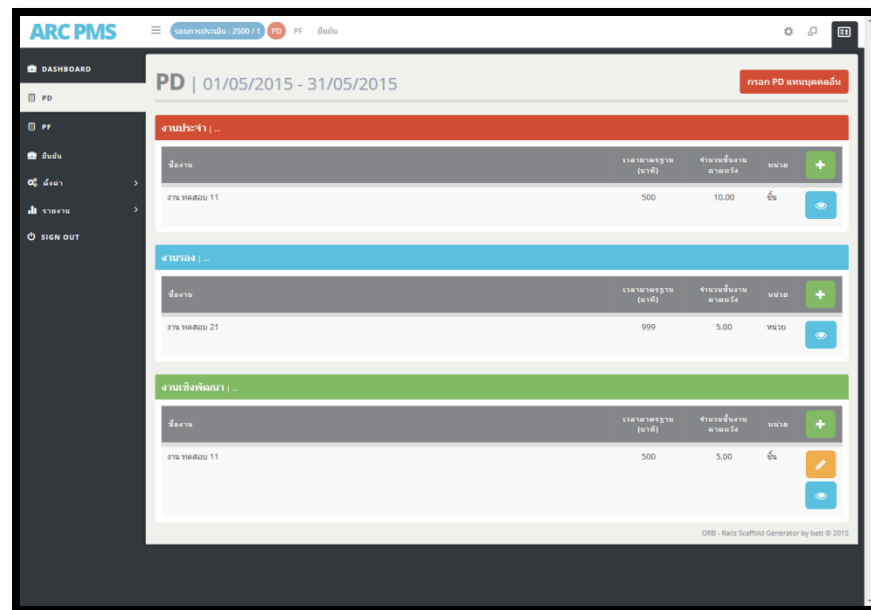 ARC PMS
รอบการประเมิน : 2500 / 1 PD PF ยืนยัน
DASHBOARD
PD
PF
ยืนยัน
ตั้งค่า
รายงาน
SIGN OUT
PD | 01/05/2015 - 31/05/2015
กรอก PD แทนบุคคลอื่น
งานประจำ | ...
ชื่องาน เวลามาตรฐาน (นาที) จำนวนชิ้นงาน คาดหวัง หน่วย
งาน ทดสอบ 11 500 10.00 ชิ้น
งานรอง | ...
ชื่องาน เวลามาตรฐาน (นาที) จำนวนชิ้นงาน คาดหวัง หน่วย
งาน ทดสอบ 21 999 5.00 หน่วย
งานเชิงพัฒนา | ...
ชื่องาน เวลามาตรฐาน (นาที) จำนวนชิ้นงาน คาดหวัง หน่วย
งาน ทดสอบ 11 500 5.00 ชิ้น
ORB - Rails Scaffold Generator by batt © 2015